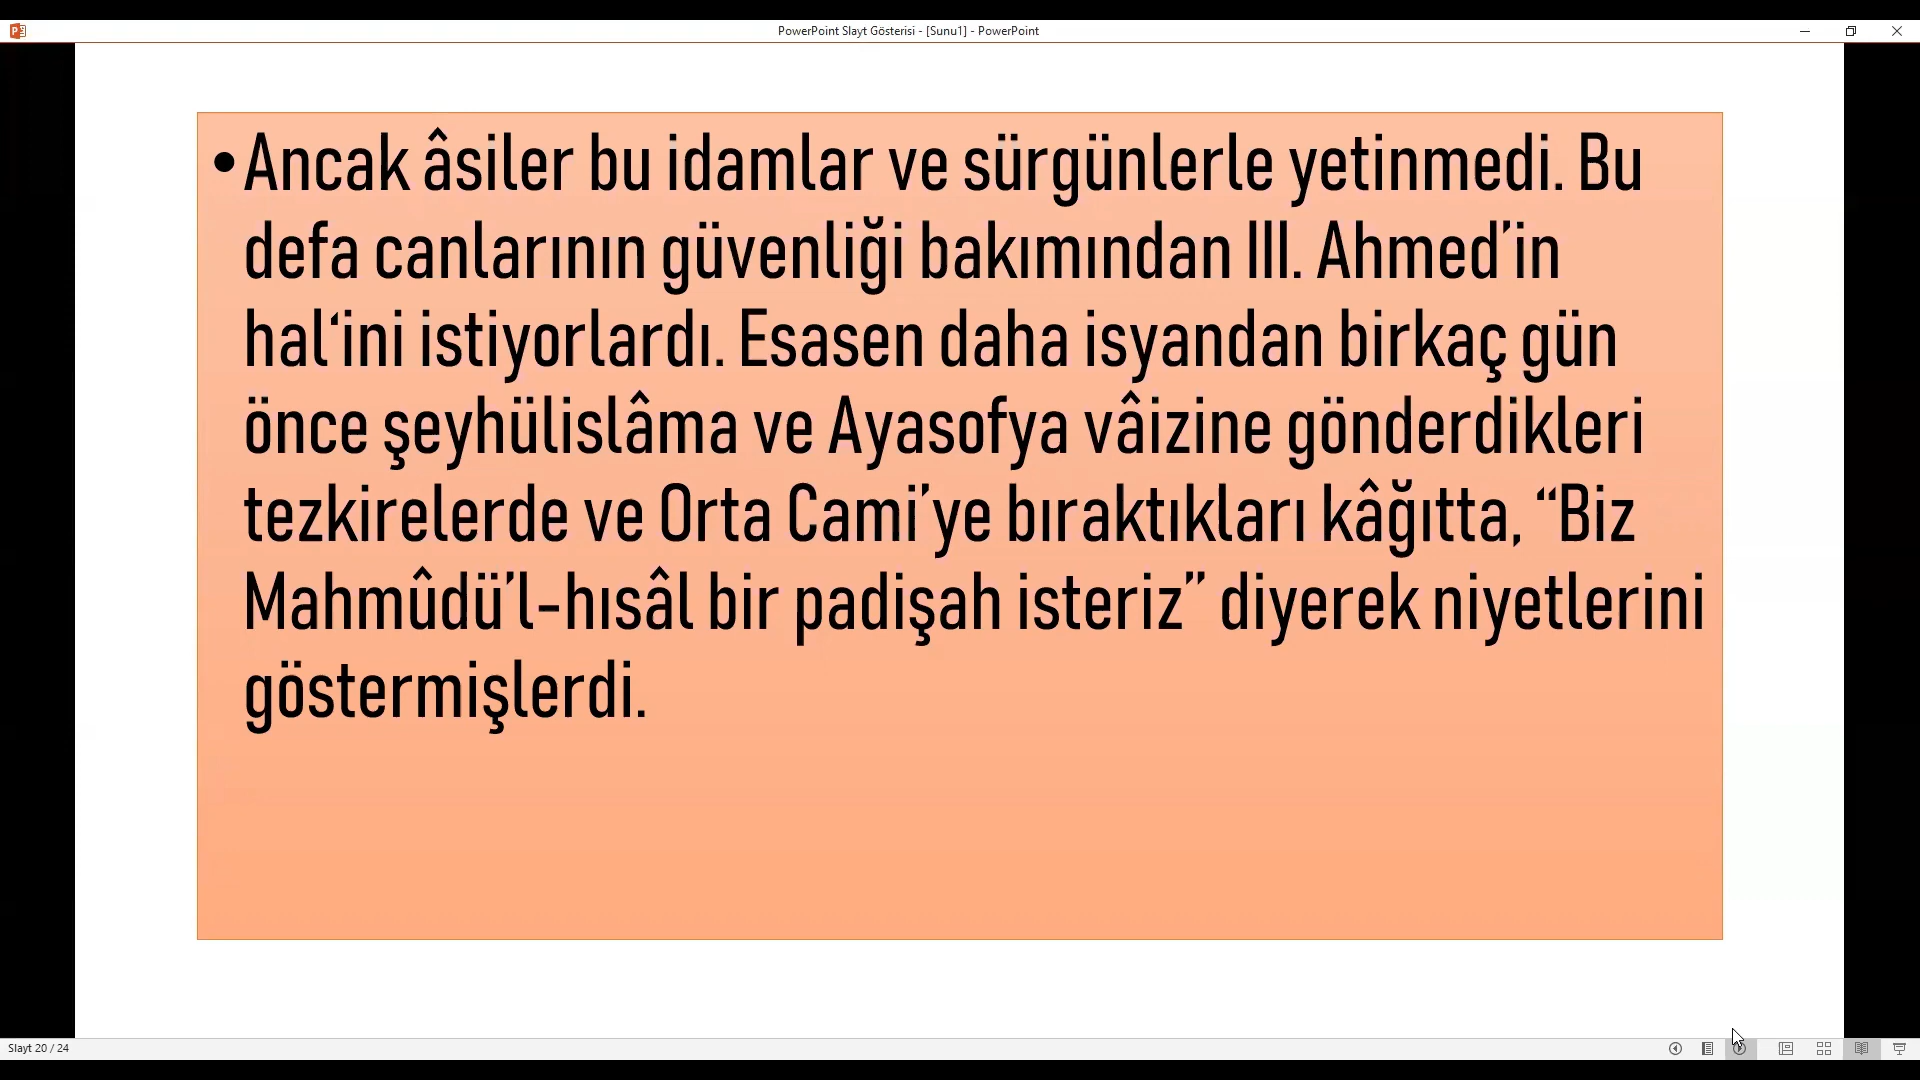 PowerPoint Slayt Gösterisi - [Sunu1] - PowerPoint
•Ancak âsiler bu idamlar ve sürgünlerle yetinmedi. Bu
defa canlarının güvenliği bakımından III. Ahmed’in
hal‘ini istiyorlardı. Esasen daha isyandan birkaç gün
önce şeyhülislâma ve Ayasofya vâizine gönderdikleri
tezkirelerde ve Orta Cami’ye bıraktıkları kâğıtta, “Biz
Mahmûdü’l-hısâl bir padişah isteriz” diyerek niyetlerini
göstermişlerdi.
Slayt 20 / 24